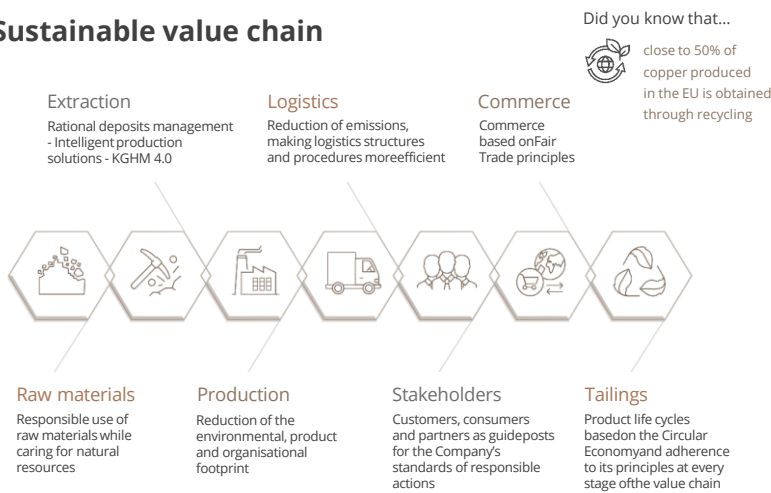 Sustainable value chain
Did you know that...
close to 50% of
copper produced
in the EU is obtained
through recycling
Extraction
Rational deposits management
- Intelligent production
solutions - KGHM 4.0
Logistics
Reduction of emissions,
making logistics structures
and procedures moreefficient
Commerce
Commerce
based onFair
Trade principles
Raw materials
Responsible use of
raw materials while
caring for natural
resources
Production
Reduction of the
environmental, product
and organisational
footprint
Stakeholders
Customers, consumers
and partners as guideposts
for the Company's
standards of responsible
actions
Tailings
Product life cycles
basedon the Circular
Economyand adherence
to its principles at every
stage ofthe value chain